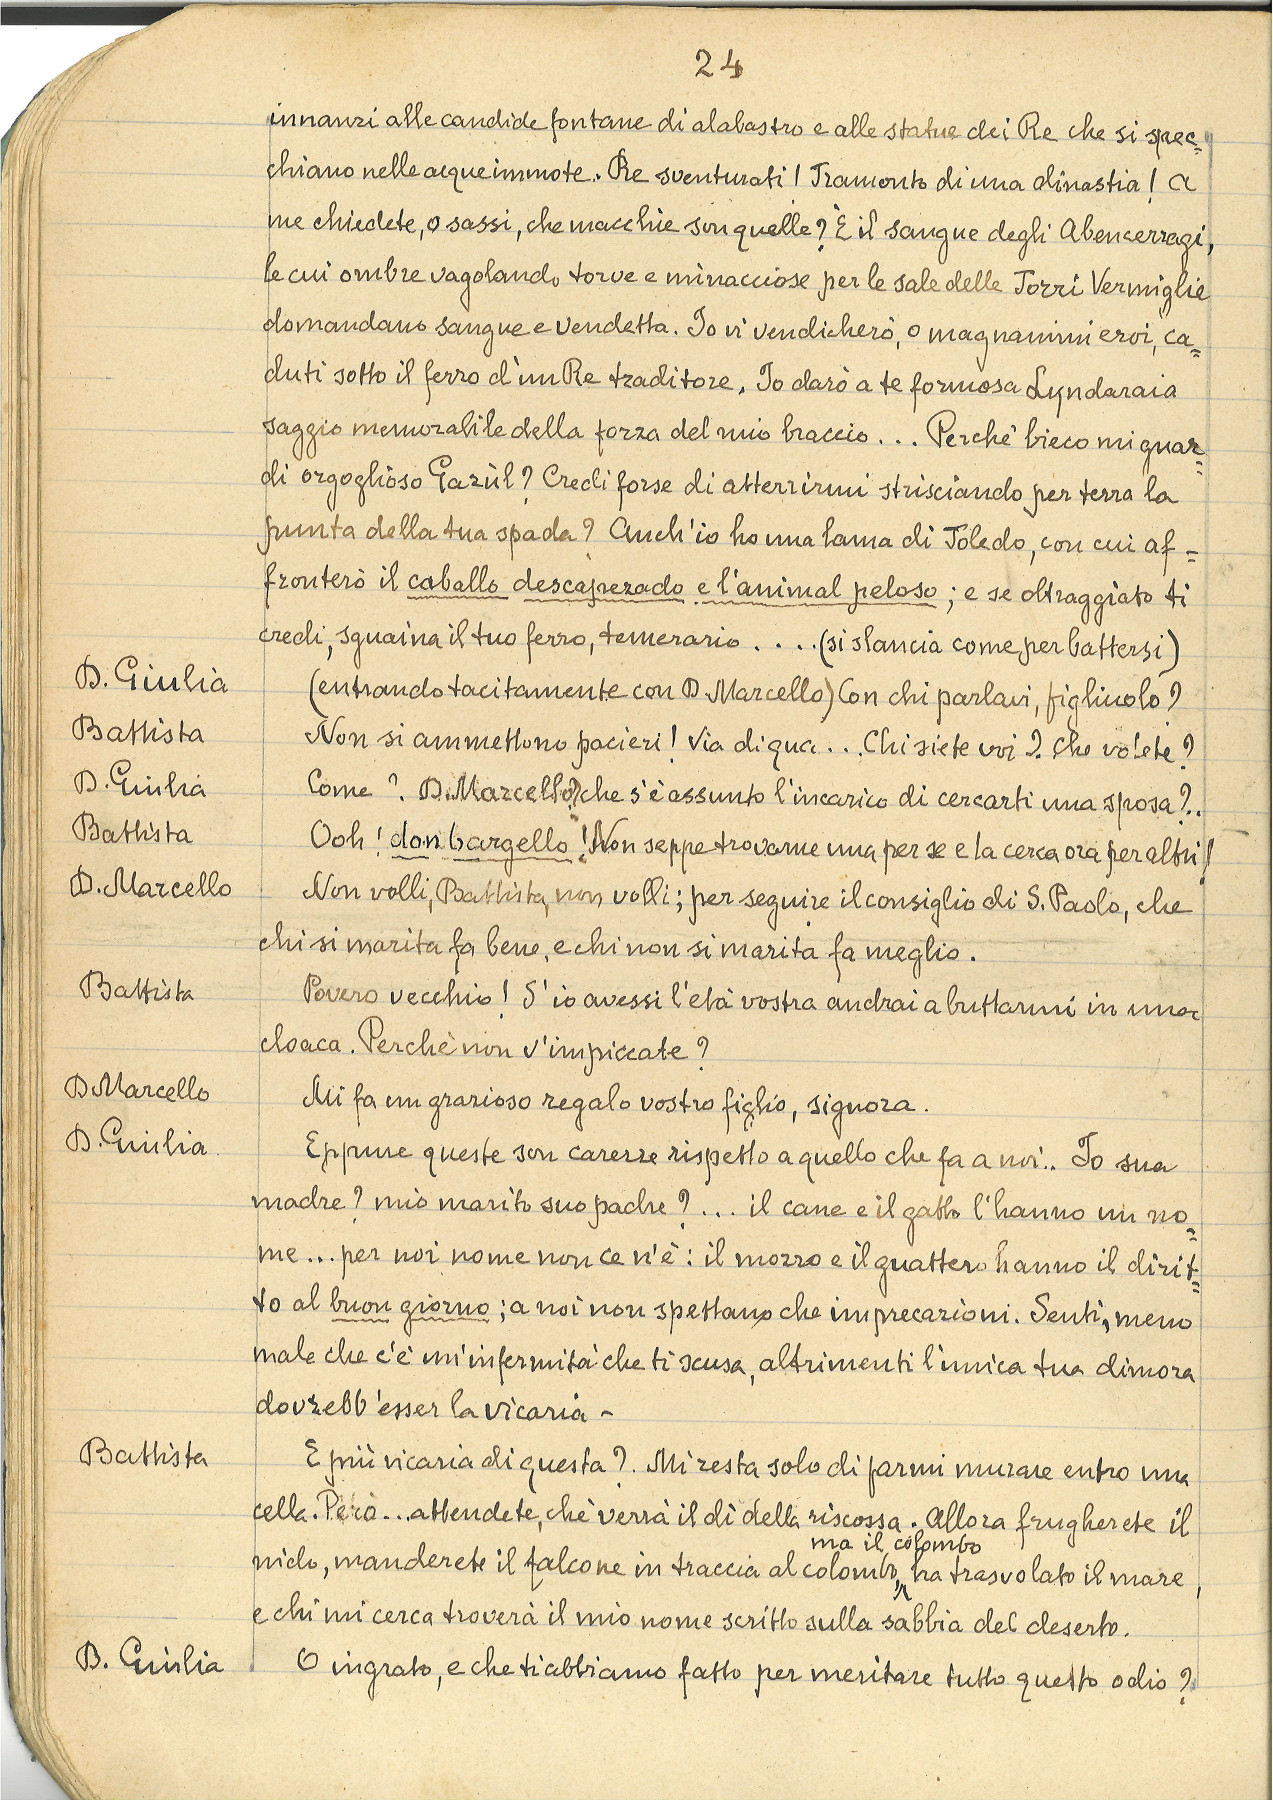 24
innanzi alle candide fontane di alabastro e alle statue dei Re che si spec=
chiano nelle acque immote. Re sventurati! Tramonto di una dinastia! A
me chiedete, o sassi, che macchie son quelle? È il sangue degli Abencerragi,
le cui ombre vagolando torve e minacciose per le sale delle Torri Vermiglie
domandano sangue e vendetta. Io vi vendicherò, o magnanimi eroi, ca=
duti sotto il ferro d'un Re traditore. Io darò a te formosa Lyndaraia
saggio memorabile della forza del mio braccio... Perchè bieco mi guar=
di orgoglioso Gazùl? Credi forse di atterrirmi strisciando per terra la
punta della tua spada? Anch'io ho una lama di Toledo, con cui af=
fronterò il caballo descapezado e l'animal peloso; e se oltraggiato ti
credi, sguaina il tuo ferro, temerario.... (si slancia come per battersi)
D. Giulia (entrando tacitamente con D. Marcello) Con chi parlavi, figliuolo?
Battista Non si ammettono pacieri! Via di qua... Chi siete voi? Che volete?
D. Giulia Come? D. Marcello? che s'è assunto l'incarico di cercarti una sposa?..
Battista Ooh! don bargello! Non seppe trovarne una per se e la cerca ora per altri!
D. Marcello Non volli, Battista, non volli; per seguire il consiglio di S. Paolo, che
chi si marita fa bene, e chi non si marita fa meglio.
Battista Povero vecchio! S'io avessi l'età vostra andrai a buttarmi in una
cloaca. Perchè non v'impiccate?
D Marcello Mi fa un grazioso regalo vostro figlio, signora.
D. Giulia Eppure queste son carezze rispetto a quello che fa a noi.. Io sua
madre? mio marito suo padre?... il cane e il gatto l'hanno un no=
me... per noi nome non ce n'è: il mozzo e il guattero hanno il dirit=
to al buon giorno; a noi non spettano che imprecazioni. Senti, meno
male che c'è un'infermità che ti scusa, altrimenti l'unica tua dimora
dovrebb'esser la vicaria -
Battista E più vicaria di questa? Mi resta solo di farmi murare entro una
cella. Però... attendete, chè verrà il dì della riscossa. Allora frugherete il
ma il colombo
nido, manderete il falcone in traccia al colombo, ha trasvolato il mare,
e chi mi cerca troverà il mio nome scritto sulla sabbia del deserto.
D. Giulia O ingrato, e che ti abbiamo fatto per meritare tutto questo odio?